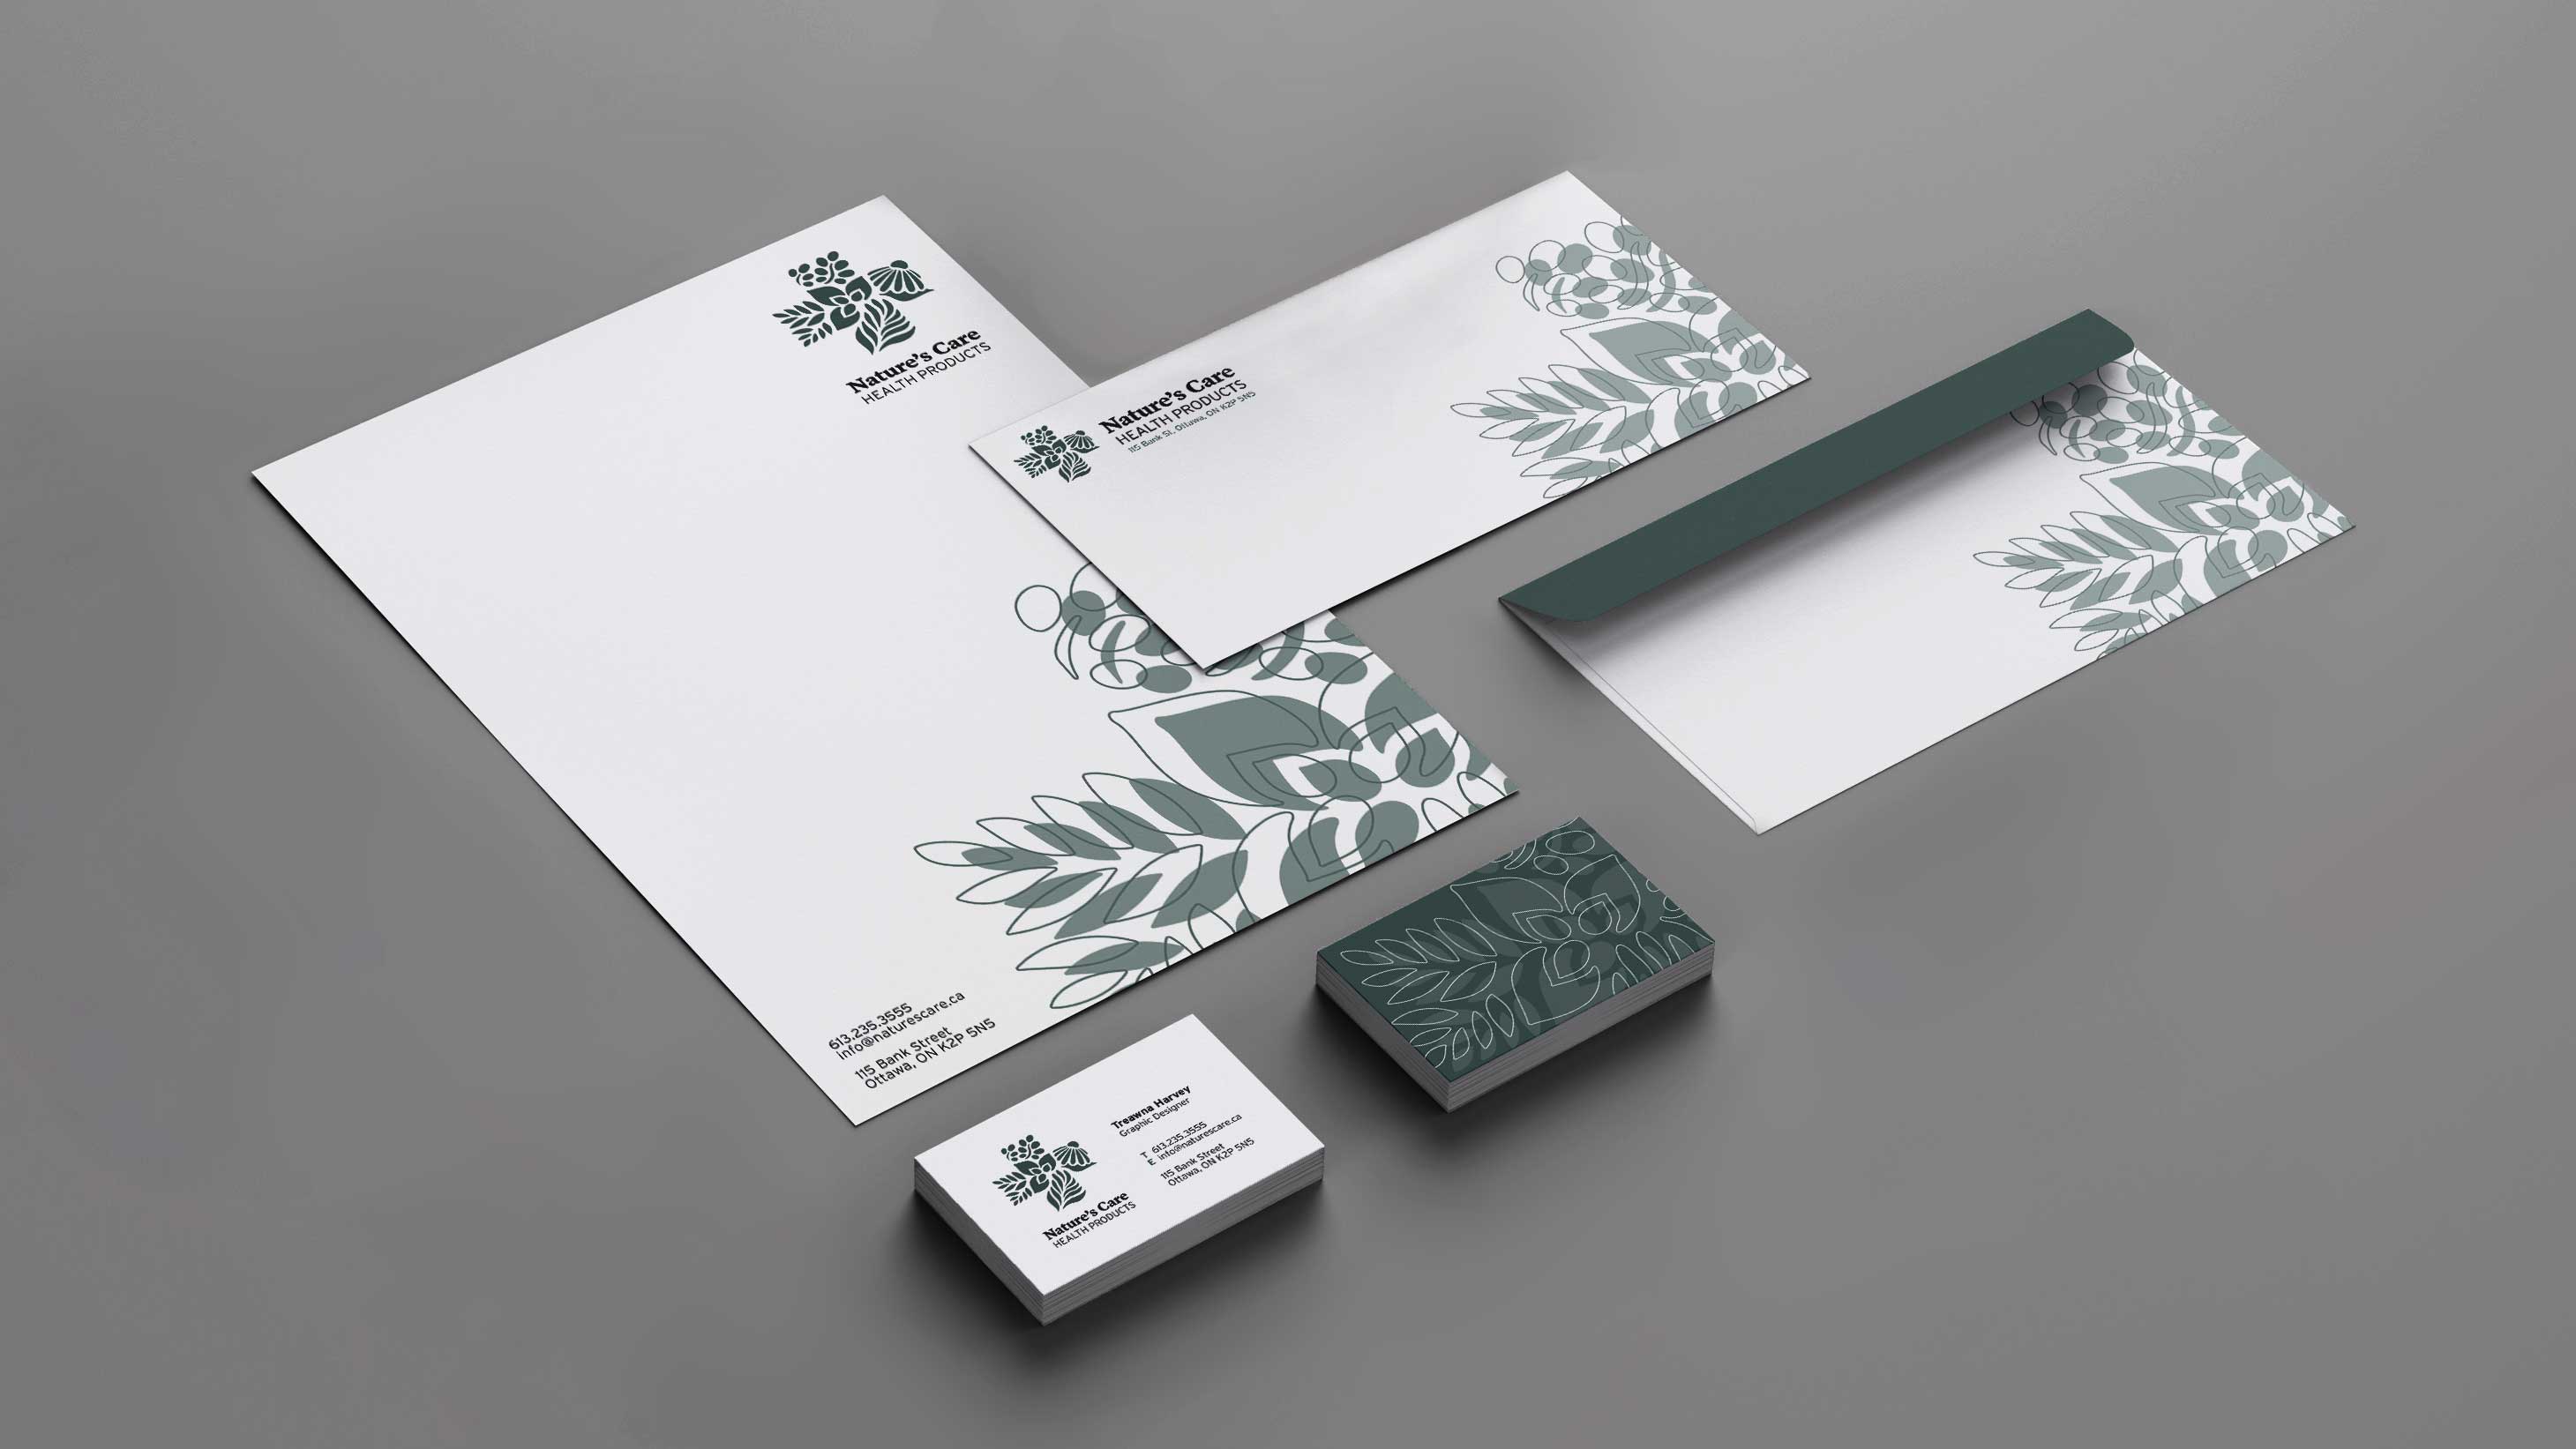 Nature's Care
HEALTH PRODUCTS
613.235.3555
info@naturescare.ca
115 Bank Street
Ottawa, ON K2P 5N5
Nature's Care
HEALTH PRODUCTS
115 Bank St, Ottawa, ON K2P 5N5
Nature's Care
HEALTH PRODUCTS
Treawna Harvey
Graphic Designer
T 613.235.3555
E info@naturescare.ca
115 Bank Street
Ottawa, ON K2P 5N5